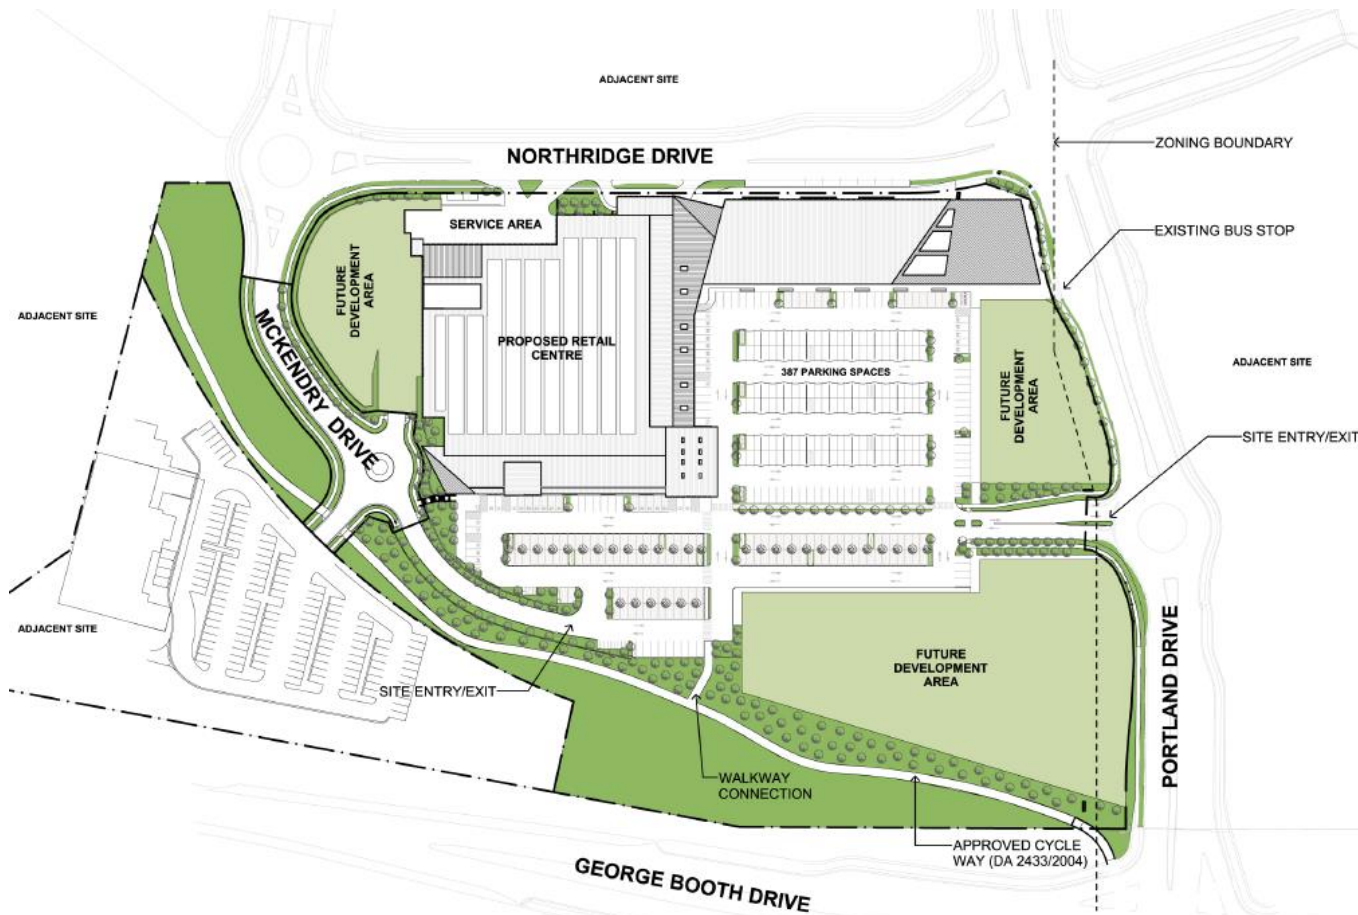 ADJACENT SITE
ZONING BOUNDARY
NORTHRIDGE DRIVE
SERVICE AREA
EXISTING BUS STOP
FUTURE
DEVELOPMENT
AREA
ADJACENT SITE
MCKENDRY DRIVE
PROPOSED RETAIL
CENTRE
387 PARKING SPACES
FUTURE
DEVELOPMENT
AREA
ADJACENT SITE
SITE ENTRY/EXIT
ADJACENT SITE
FUTURE
DEVELOPMENT
AREA
SITE ENTRY/EXIT
PORTLAND DRIVE
WALKWAY
CONNECTION
APPROVED CYCLE
WAY (DA 2433/2004)
GEORGE BOOTH DRIVE